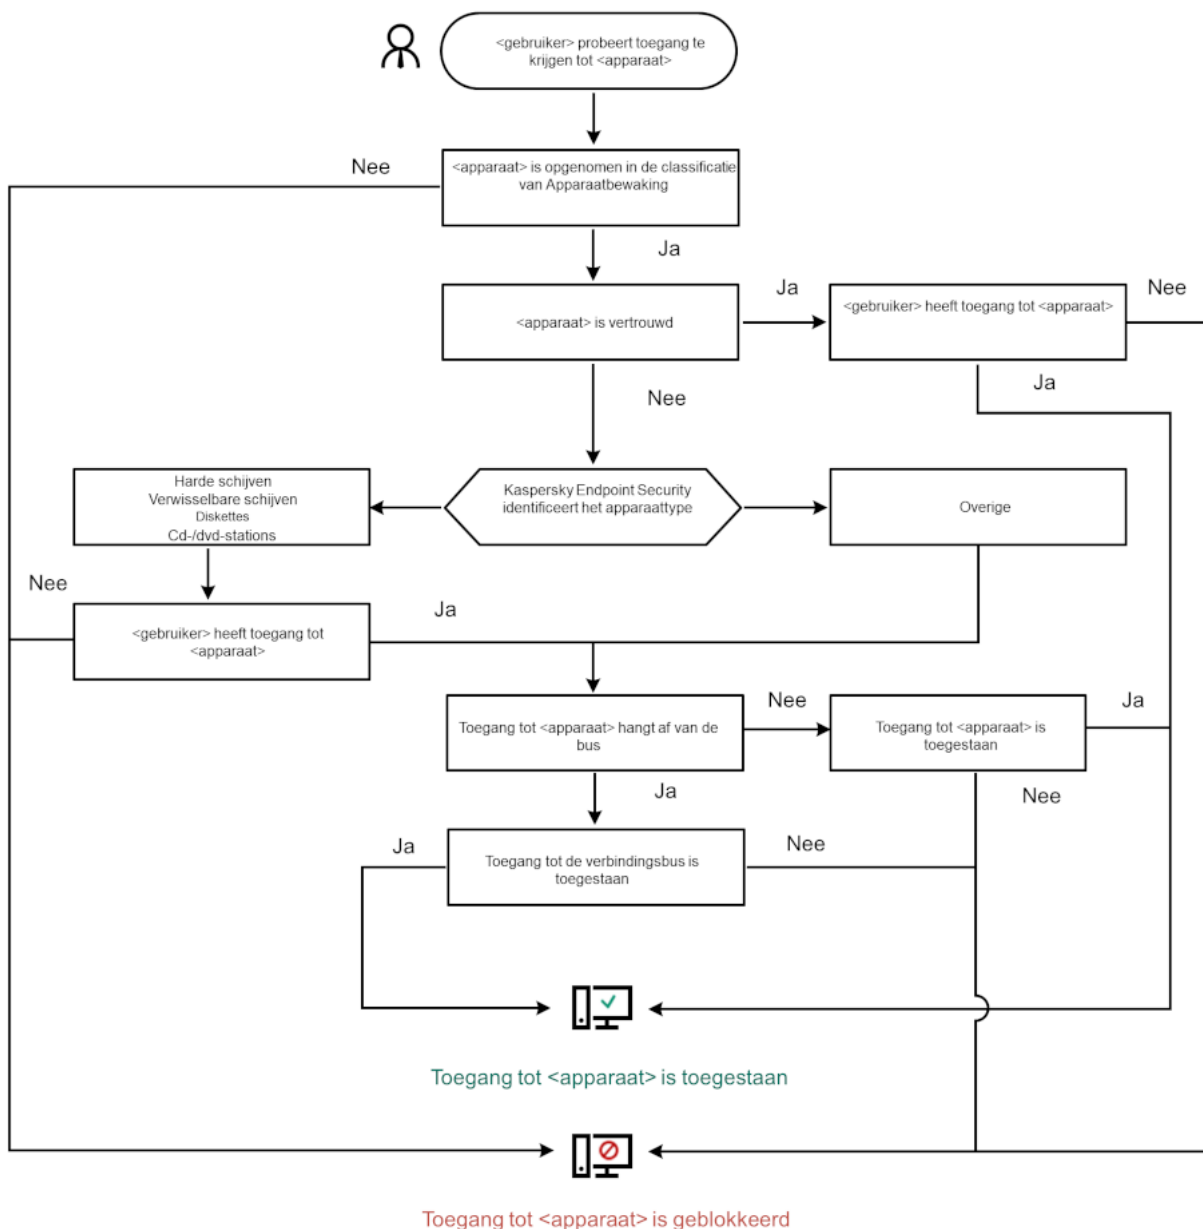 <gebruiker> probeert toegang te
krijgen tot <apparaat>
Nee
<apparaat> is opgenomen in de classificatie
van Apparaatbewaking
Ja
Ja
Nee
<apparaat> is vertrouwd
<gebruiker> heeft toegang tot <apparaat>
Nee
Ja
Harde schijven
Verwisselbare schijven
Diskettes
Cd-/dvd-stations
Kaspersky Endpoint Security
identificeert het apparaattype
Overige
Nee
Ja
<gebruiker> heeft toegang tot
<apparaat>
Nee
Ja
Toegang tot <apparaat> hangt af van de
bus
Toegang tot <apparaat> is
toegestaan
Ja
Nee
Ja
Nee
Toegang tot de verbindingsbus is
toegestaan
Toegang tot <apparaat> is toegestaan
Toegang tot <apparaat> is geblokkeerd